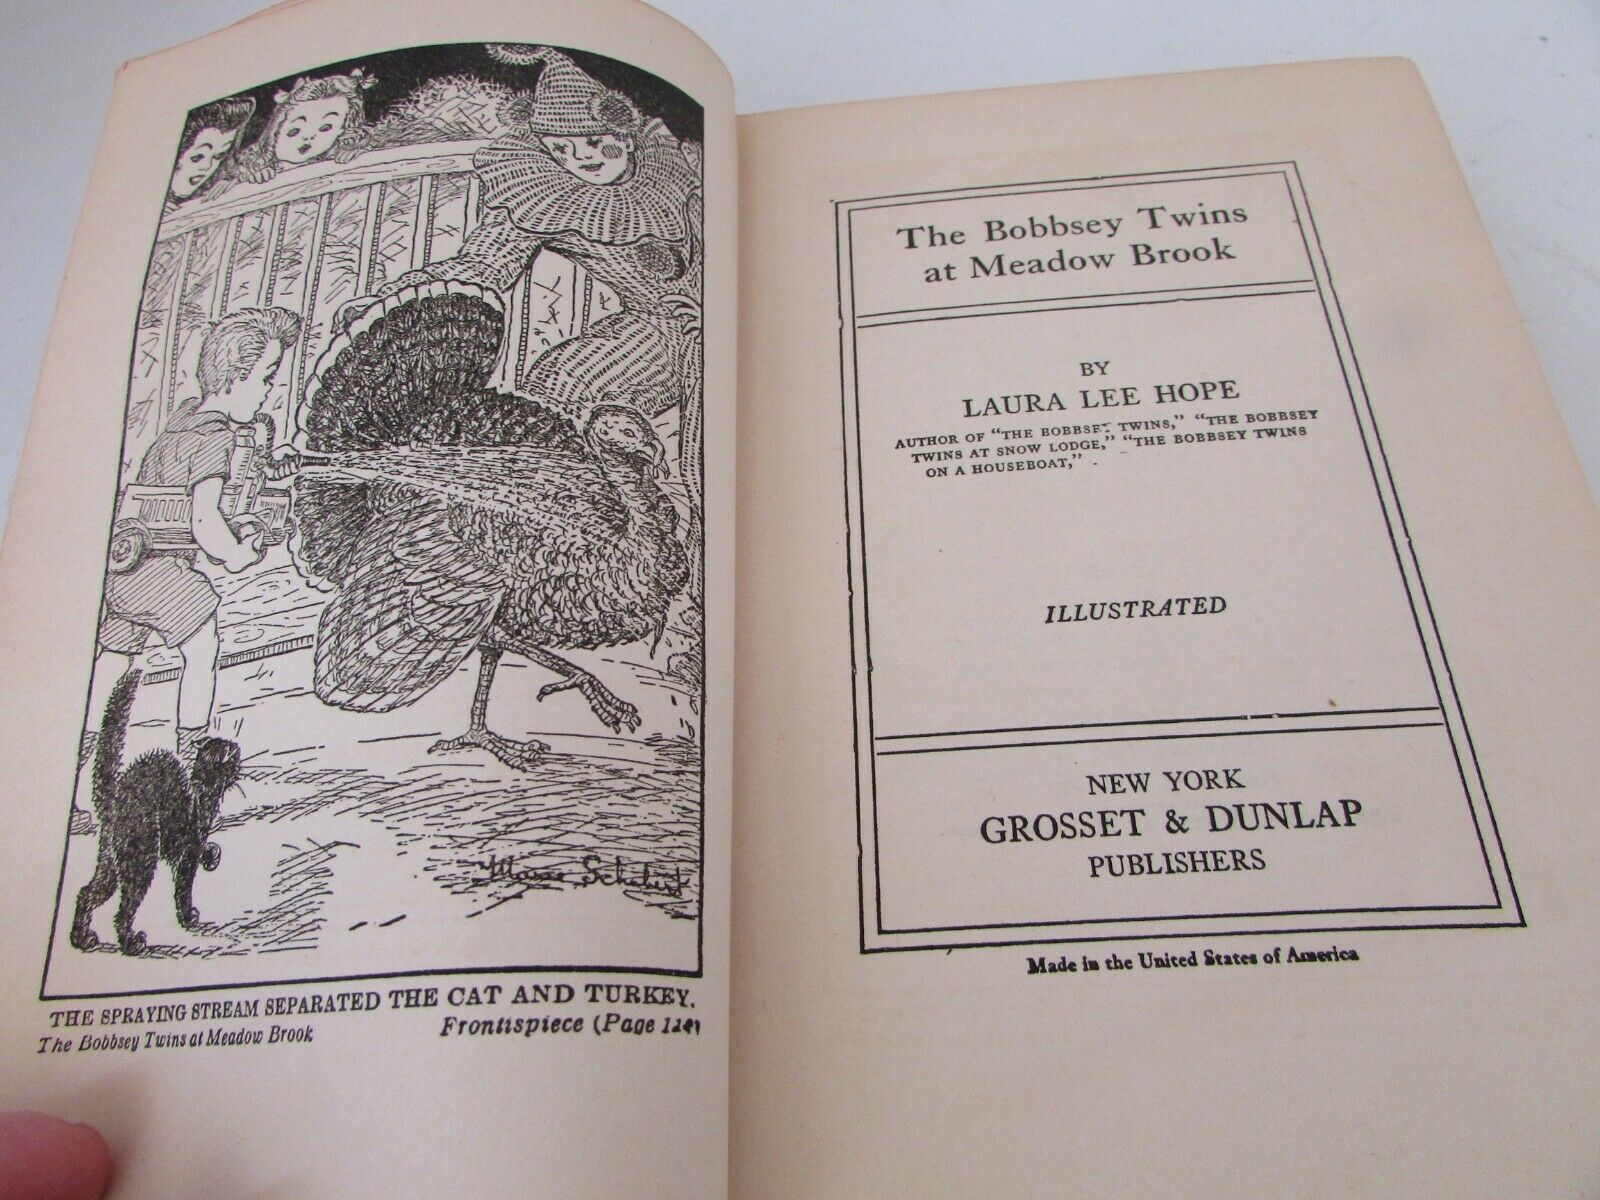 THE SPRAYING STREAM SEPARATED THE CAT AND TURKEY.
The Bobbsey Twins at Meadow Brook Frontispiece (Page
The Bobbsey Twins
at Meadow Brook
BY
LAURA LEE HOPE
AUTHOR OF "THE BOBBSEY TWINS," "THE BOBBSEY
TWINS AT SNOW LODGE," "THE BOBBSEY TWINS
ON A HOUSEBOAT,"
ILLUSTRATED
NEW YORK
GROSSET & DUNLAP
PUBLISHERS
Made in the United States of America